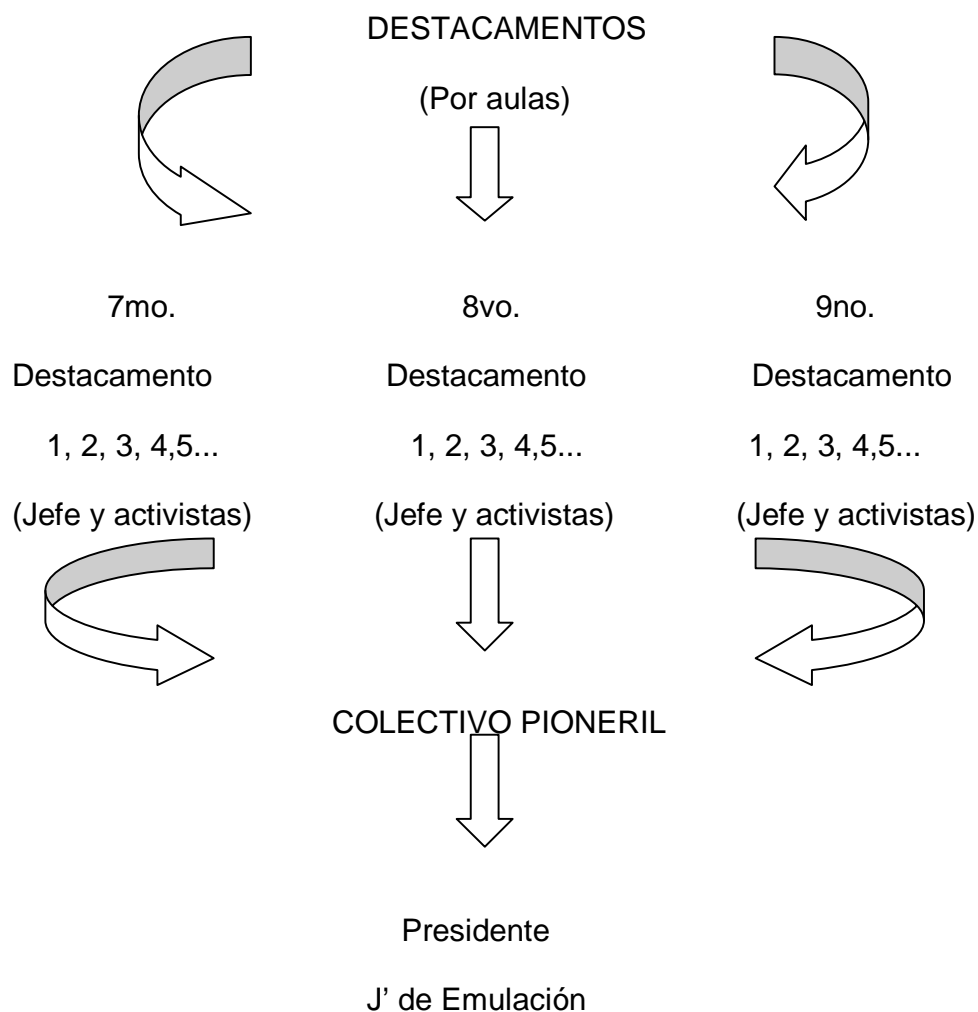 DESTACAMENTOS
(Por aulas)
7mo. 8vo. 9no.
Destacamento Destacamento Destacamento
1, 2, 3, 4,5... 1, 2, 3, 4,5... 1, 2, 3, 4,5...
(Jefe y activistas) (Jefe y activistas) (Jefe y activistas)
COLECTIVO PIONERIL
Presidente
J’ de Emulación